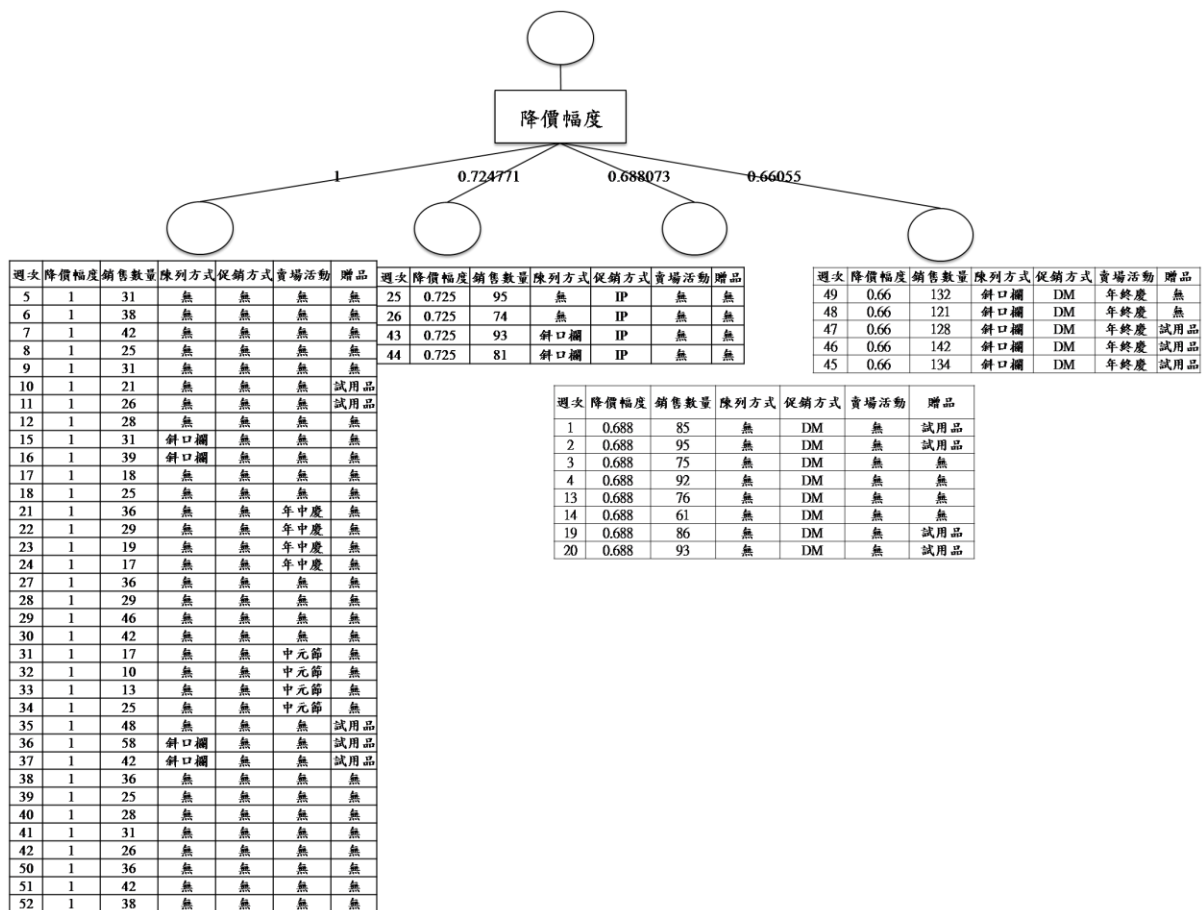 降價幅度
1
0.724771
0.688073
0.66055
週次 降價幅度 銷售數量 陳列方式 促銷方式 賣場活動 贈品
5 1 31 無 無 無 無
6 1 38 無 無 無 無
7 1 42 無 無 無 無
8 1 25 無 無 無 無
9 1 31 無 無 無 無
10 1 21 無 無 無 試用品
11 1 26 無 無 無 試用品
12 1 28 無 無 無 無
15 1 31 斜口欄 無 無 無
16 1 39 斜口欄 無 無 無
17 1 18 無 無 無 無
18 1 25 無 無 無 無
21 1 36 無 無 年中慶 無
22 1 29 無 無 年中慶 無
23 1 19 無 無 年中慶 無
24 1 17 無 無 年中慶 無
27 1 36 無 無 無 無
28 1 29 無 無 無 無
29 1 46 無 無 無 無
30 1 42 無 無 無 無
31 1 17 無 無 中元節 無
32 1 10 無 無 中元節 無
33 1 13 無 無 中元節 無
34 1 25 無 無 中元節 無
35 1 48 無 無 無 試用品
36 1 58 斜口欄 無 無 試用品
37 1 42 斜口欄 無 無 試用品
38 1 36 無 無 無 無
39 1 25 無 無 無 無
40 1 28 無 無 無 無
41 1 31 無 無 無 無
42 1 26 無 無 無 無
50 1 36 無 無 無 無
51 1 42 無 無 無 無
52 1 38 無 無 無 無
週次 降價幅度 銷售數量 陳列方式 促銷方式 賣場活動 贈品
25 0.725 95 無 IP 無 無
26 0.725 74 無 IP 無 無
43 0.725 93 斜口欄 IP 無 無
44 0.725 81 斜口欄 IP 無 無
週次 降價幅度 銷售數量 陳列方式 促銷方式 賣場活動 贈品
1 0.688 85 無 DM 無 試用品
2 0.688 95 無 DM 無 試用品
3 0.688 75 無 DM 無 無
4 0.688 92 無 DM 無 無
13 0.688 76 無 DM 無 無
14 0.688 61 無 DM 無 無
19 0.688 86 無 DM 無 試用品
20 0.688 93 無 DM 無 試用品
週次 降價幅度 銷售數量 陳列方式 促銷方式 賣場活動 贈品
49 0.66 132 斜口欄 DM 年終慶 無
48 0.66 121 斜口欄 DM 年終慶 無
47 0.66 128 斜口欄 DM 年終慶 試用品
46 0.66 142 斜口欄 DM 年終慶 試用品
45 0.66 134 斜口欄 DM 年終慶 試用品